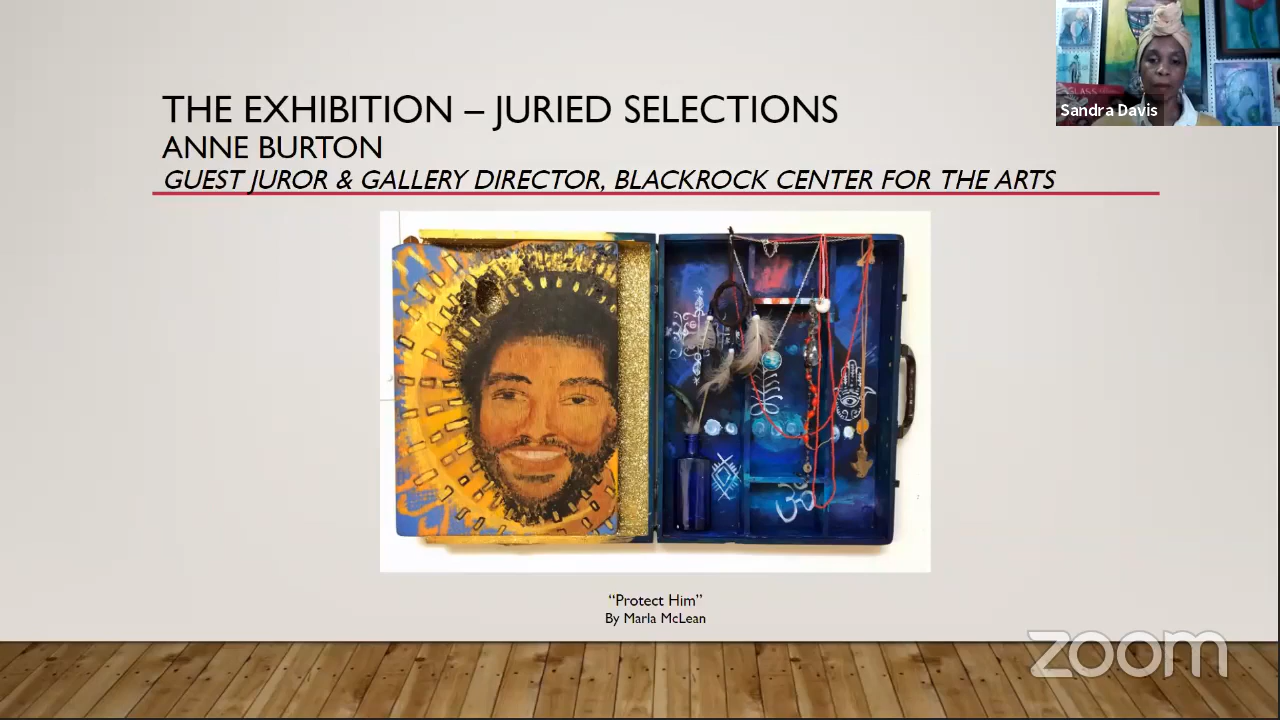 THE EXHIBITION – JURIED SELECTIONS
ANNE BURTON
GUEST JUROR & GALLERY DIRECTOR, BLACKROCK CENTER FOR THE ARTS
GLASS
Sandra Davis
“Protect Him”
By Marla McLean
zoom